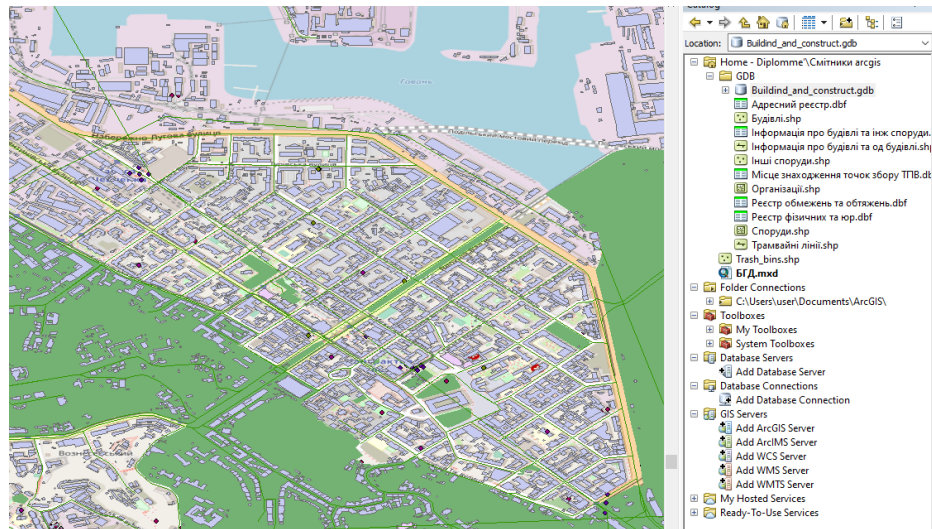 Catalog
Location: Buildind_and_construct.gdb
Home - Diplomme\Смітники arcgis
GDB
Buildind_and_construct.gdb
Адресний реєстр.dbf
Будівлі.shp
Інформація про будівлі та інж споруди.
Інформація про будівлі та од будівлі.shp
Інші споруди.shp
Місце знаходження точок збору ТПВ.db
Організації.shp
Реєстр обмежень та обтяжень.dbf
Реєстр фізичних та юр.dbf
Споруди.shp
Трамвайні лінії.shp
Trash_bins.shp
БГД.mxd
Folder Connections
C:\Users\user\Documents\ArcGIS\
Toolboxes
My Toolboxes
System Toolboxes
Database Servers
Add Database Server
Database Connections
Add Database Connection
GIS Servers
Add ArcGIS Server
Add ArcIMS Server
Add WCS Server
Add WMS Server
Add WMTS Server
My Hosted Services
Ready-To-Use Services
Гавань
Набережно Лугова вулиця
Вознесенський